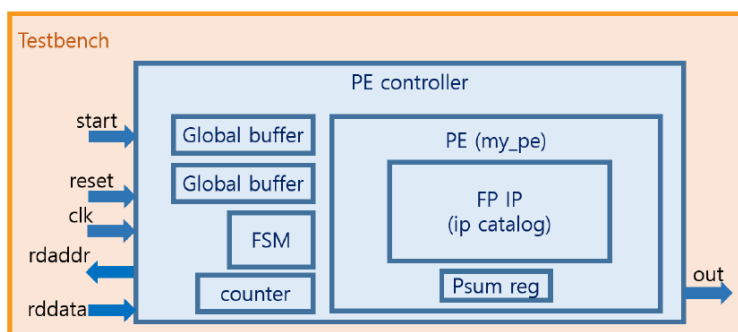 Testbench
PE controller
start
Global buffer
PE (my_pe)
reset
Global buffer
FP IP
(ip catalog)
clk
FSM
rdaddr
counter
Psum reg
out
rddata